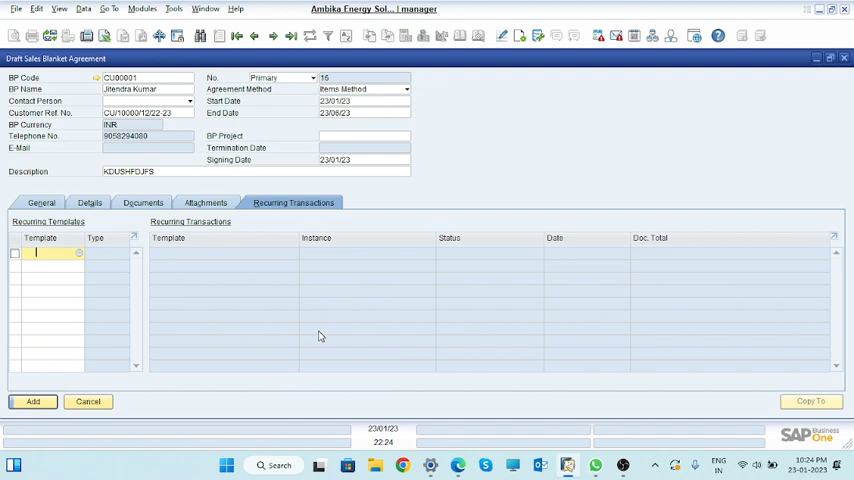 File Edit View Data Go To Modules Tools Window Help Ambika Energy Sol... | manager
Draft Sales Blanket Agreement
BP Code CU00001 No. Primary 16
BP Name Jitendra Kumar Agreement Method Items Method
Contact Person Start Date 23/01/23
Customer Ref. No. CU/10000/12/22-23 End Date 23/06/23
BP Currency INR
Telephone No. 9058294080 BP Project
E-Mail Termination Date
Signing Date 23/01/23
Description KDUSHFDJFS
General Details Documents Attachments Recurring Transactions
Recurring Templates Recurring Transactions
Template Type Template Instance Status Date Doc. Total
Add Cancel Copy To
23/01/23
22:24
SAP Business One
Search ENG IN 10:24 PM 23-01-2023